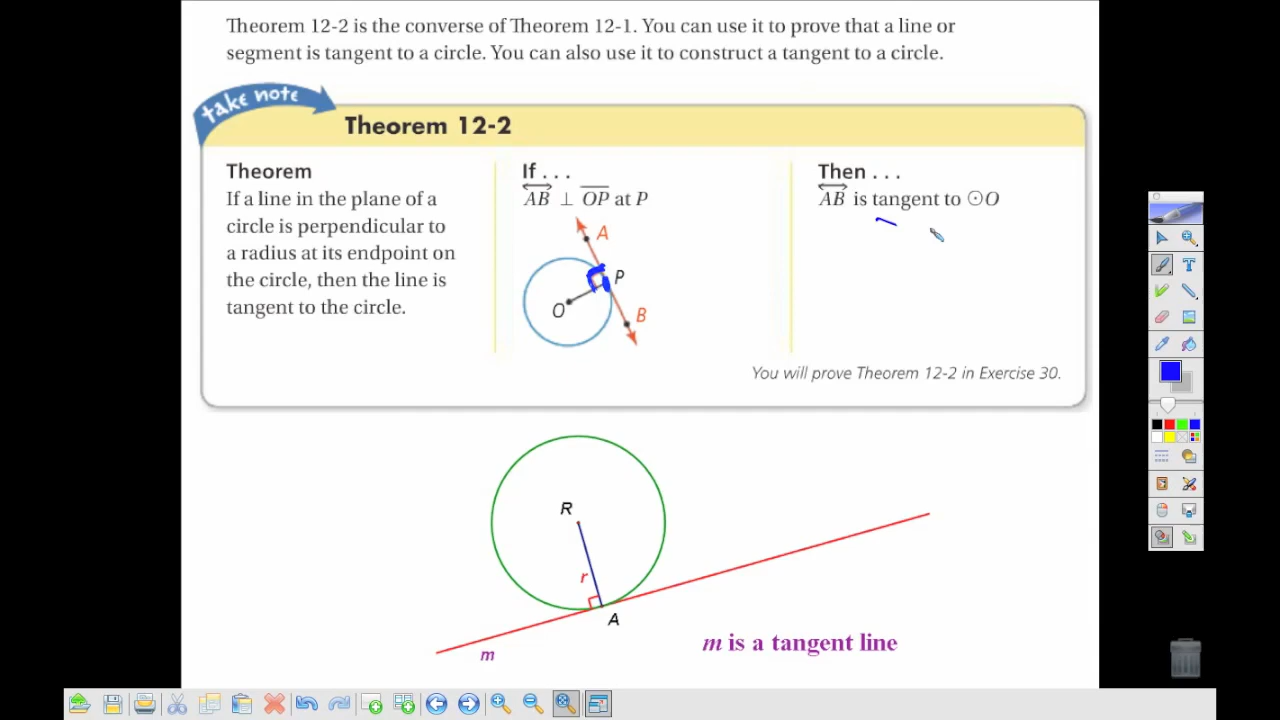 Theorem 12-2 is the converse of Theorem 12-1. You can use it to prove that a line or
segment is tangent to a circle. You can also use it to construct a tangent to a circle.
take note
Theorem 12-2
Theorem
If a line in the plane of a
circle is perpendicular to
a radius at its endpoint on
the circle, then the line is
tangent to the circle.
If . . .
AB ⊥ OP at P
A
P
O
B
Then . . .
AB is tangent to ⊙O
You will prove Theorem 12-2 in Exercise 30.
R
r
A
m is a tangent line
m